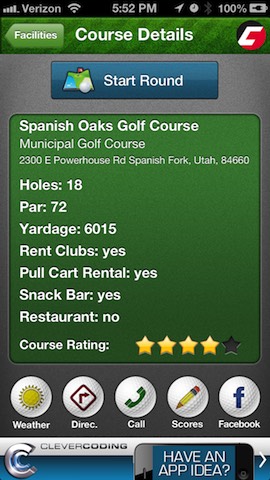 Verizon 5:52 PM 100%
Facilities Course Details
Start Round
Spanish Oaks Golf Course
Municipal Golf Course
2300 E Powerhouse Rd Spanish Fork, Utah, 84660
Holes: 18
Par: 72
Yardage: 6015
Rent Clubs: yes
Pull Cart Rental: yes
Snack Bar: yes
Restaurant: no
Course Rating:
Weather Direc. Call Scores Facebook
CLEVERCODING
HAVE AN
APP IDEA?